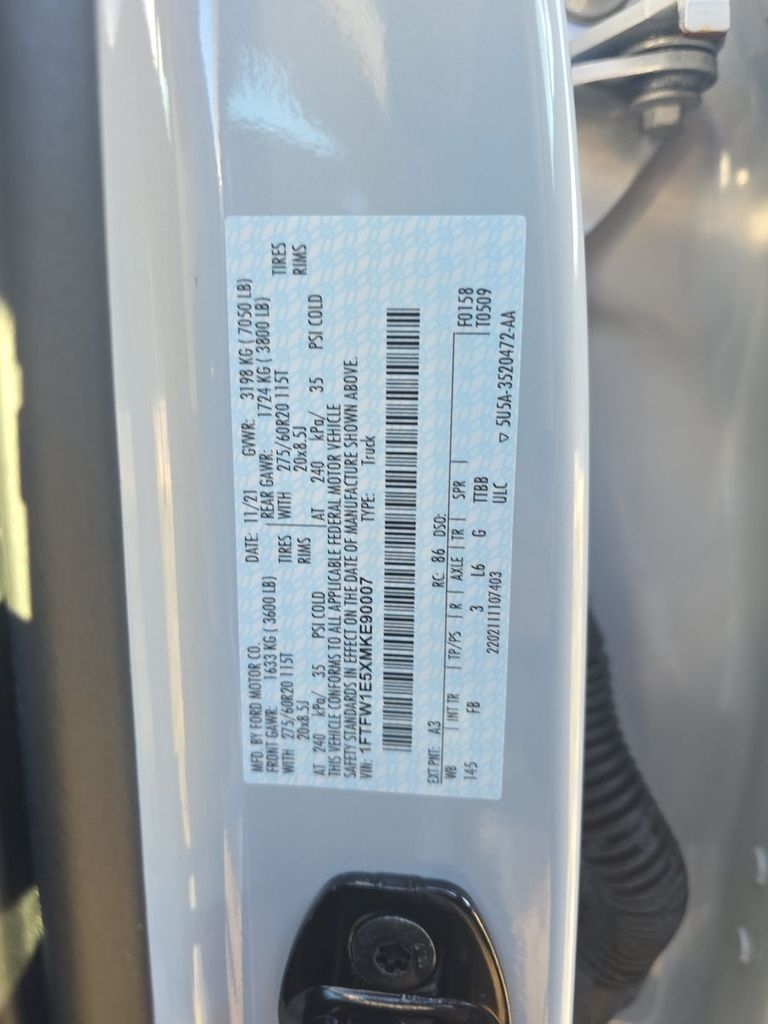 MFD. BY FORD MOTOR CO.
DATE: 11/21 GVWR: 3198 KG ( 7050 LB)
FRONT GAWR: 1633 KG ( 3600 LB) REAR GAWR: 1724 KG ( 3800 LB)
WITH 275/60R20 115T TIRES WITH 275/60R20 115T TIRES
20x8.5J RIMS 20x8.5J RIMS
AT 240 kPa/ 35 PSI COLD AT 240 kPa/ 35 PSI COLD
THIS VEHICLE CONFORMS TO ALL APPLICABLE FEDERAL MOTOR VEHICLE
SAFETY STANDARDS IN EFFECT ON THE DATE OF MANUFACTURE SHOWN ABOVE.
VIN: 1FTFW1E5XMKE90007 TYPE: Truck
EXT PNT: A3 RC: 86 DSO:
WB INT TR TP/PS R AXLE TR SPR F0158
145 FB 3 L6 G TTBB T0509
22021111107403 ULC ▽ 5U5A-3520472-AA